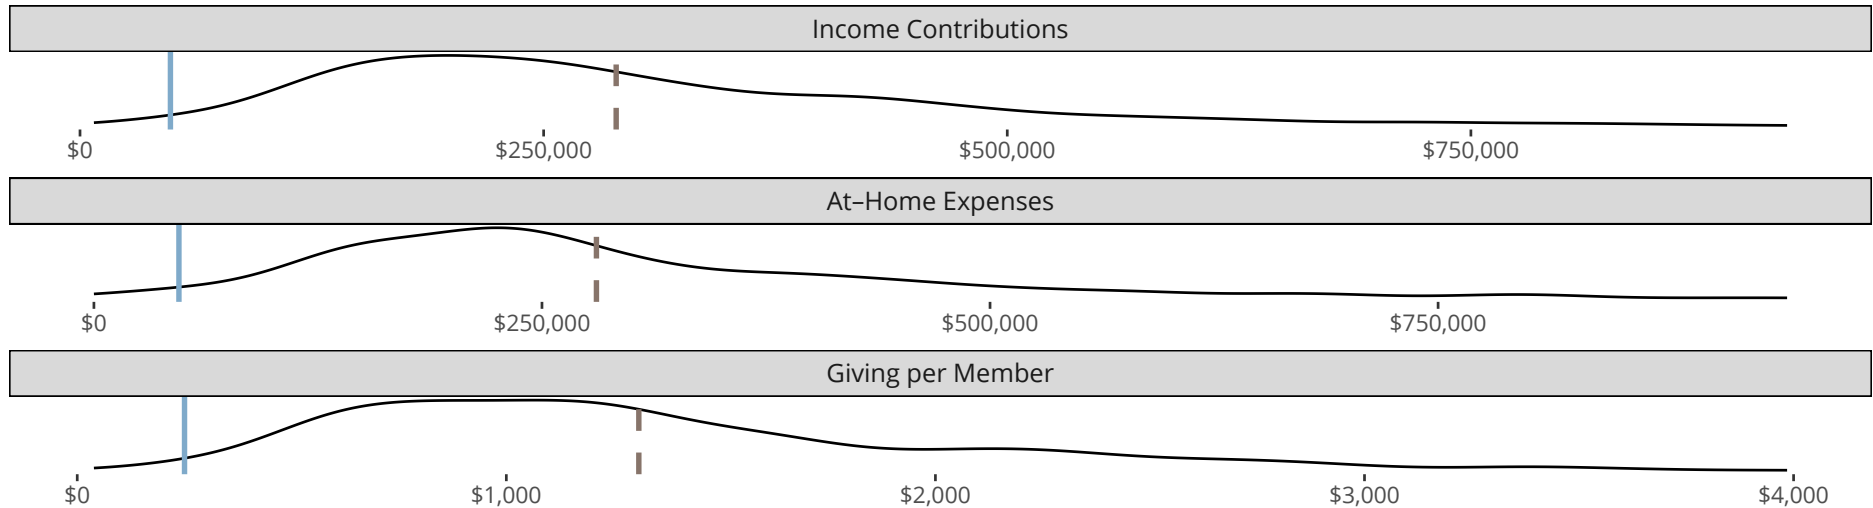 Income Contributions
$0 $250,000 $500,000 $750,000
At–Home Expenses
$0 $250,000 $500,000 $750,000
Giving per Member
$0 $1,000 $2,000 $3,000 $4,000